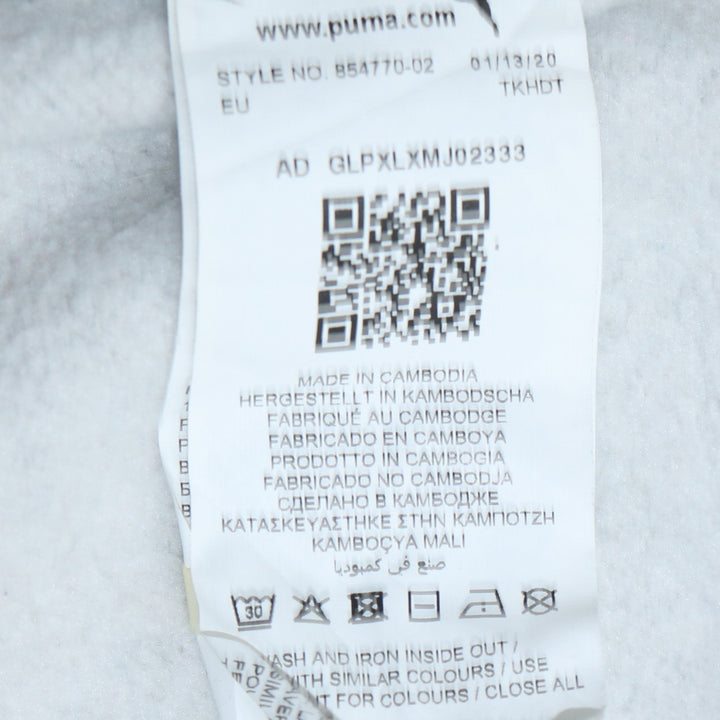 www.puma.com
STYLE NO. 854770-02 01/13/20
EU TKHDT
AD GLPXLXMJ02333
MADE IN CAMBODIA
HERGESTELLT IN KAMBODSCHA
FABRIQUÉ AU CAMBODGE
FABRICADO EN CAMBOYA
PRODOTTO IN CAMBOGIA
FABRICADO NO CAMBODJA
СДЕЛАНО В КАМБОДЖЕ
ΚΑΤΑΣΚΕΥΑΣΤΗΚΕ ΣΤΗΝ ΚΑΜΠΟΤΖΗ
KAMBOÇYA MALI
صنع في كمبوديا
30
WASH AND IRON INSIDE OUT /
WITH SIMILAR COLOURS / USE
FOR COLOURS / CLOSE ALL